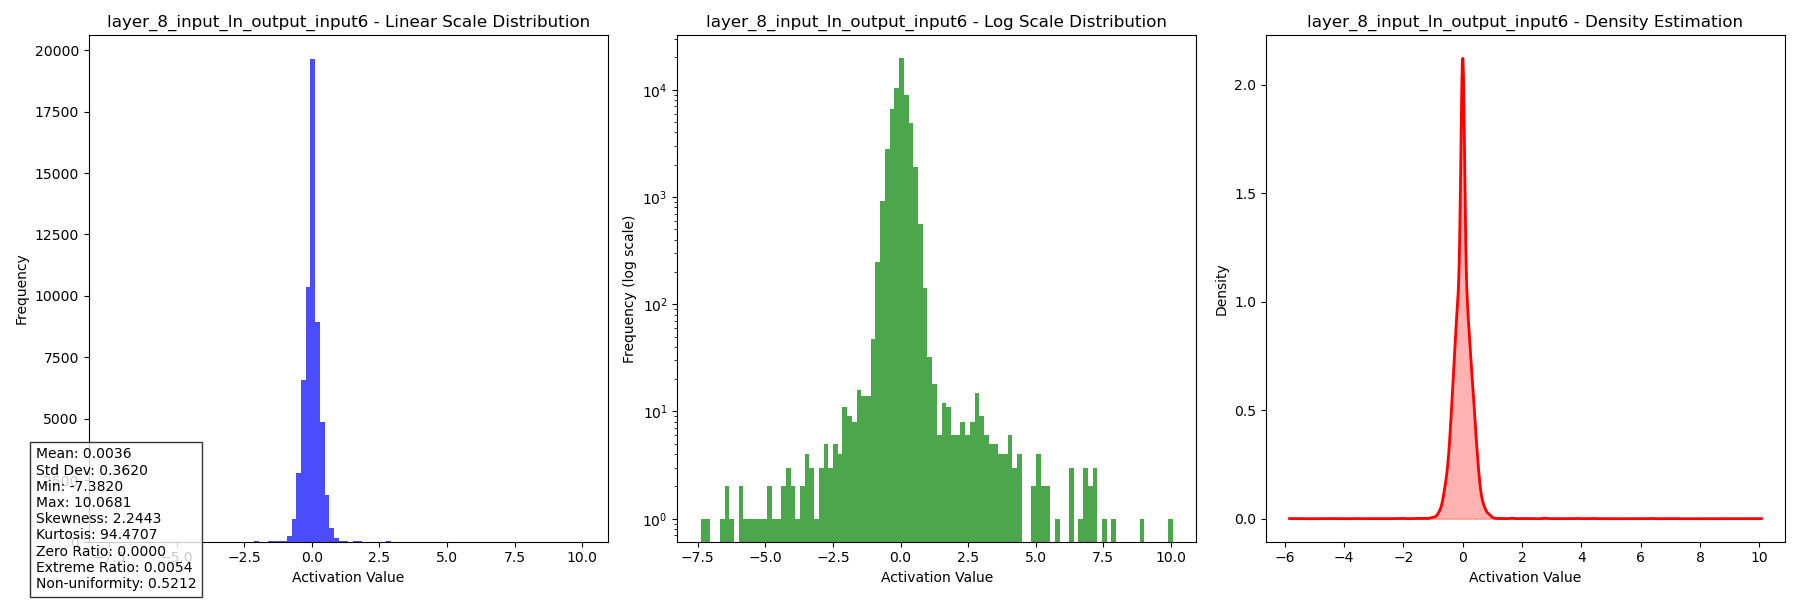 layer_8_input_ln_output_input6 - Linear Scale Distribution
20000
17500
15000
12500
10000
7500
5000
2500
0
Frequency
−5.0
−2.5
0.0
2.5
5.0
7.5
10.0
Activation Value
Mean: 0.0036
Std Dev: 0.3620
Min: -7.3820
Max: 10.0681
Skewness: 2.2443
Kurtosis: 94.4707
Zero Ratio: 0.0000
Extreme Ratio: 0.0054
Non-uniformity: 0.5212
layer_8_input_ln_output_input6 - Log Scale Distribution
10⁴
10³
10²
10¹
10⁰
Frequency (log scale)
−7.5
−5.0
−2.5
0.0
2.5
5.0
7.5
10.0
Activation Value
layer_8_input_ln_output_input6 - Density Estimation
2.0
1.5
1.0
0.5
0.0
Density
−6
−4
−2
0
2
4
6
8
10
Activation Value